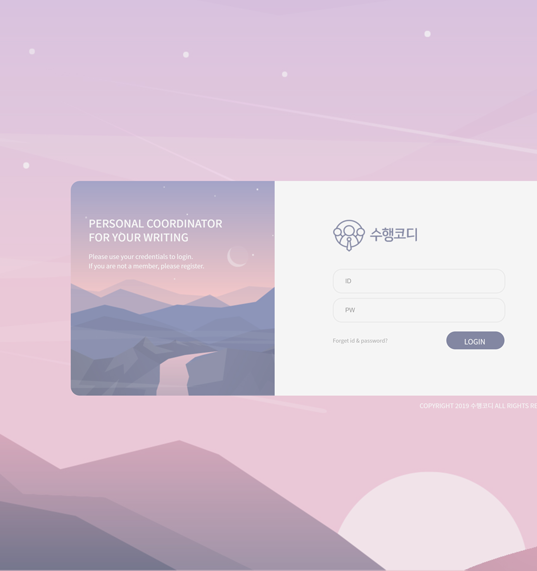 PERSONAL COORDINATOR
FOR YOUR WRITING
Please use your credentials to login.
If you are not a member, please register.
수행코디
ID
PW
Forget id & password?
LOGIN
COPYRIGHT 2019 수행코디 ALL RIGHTS